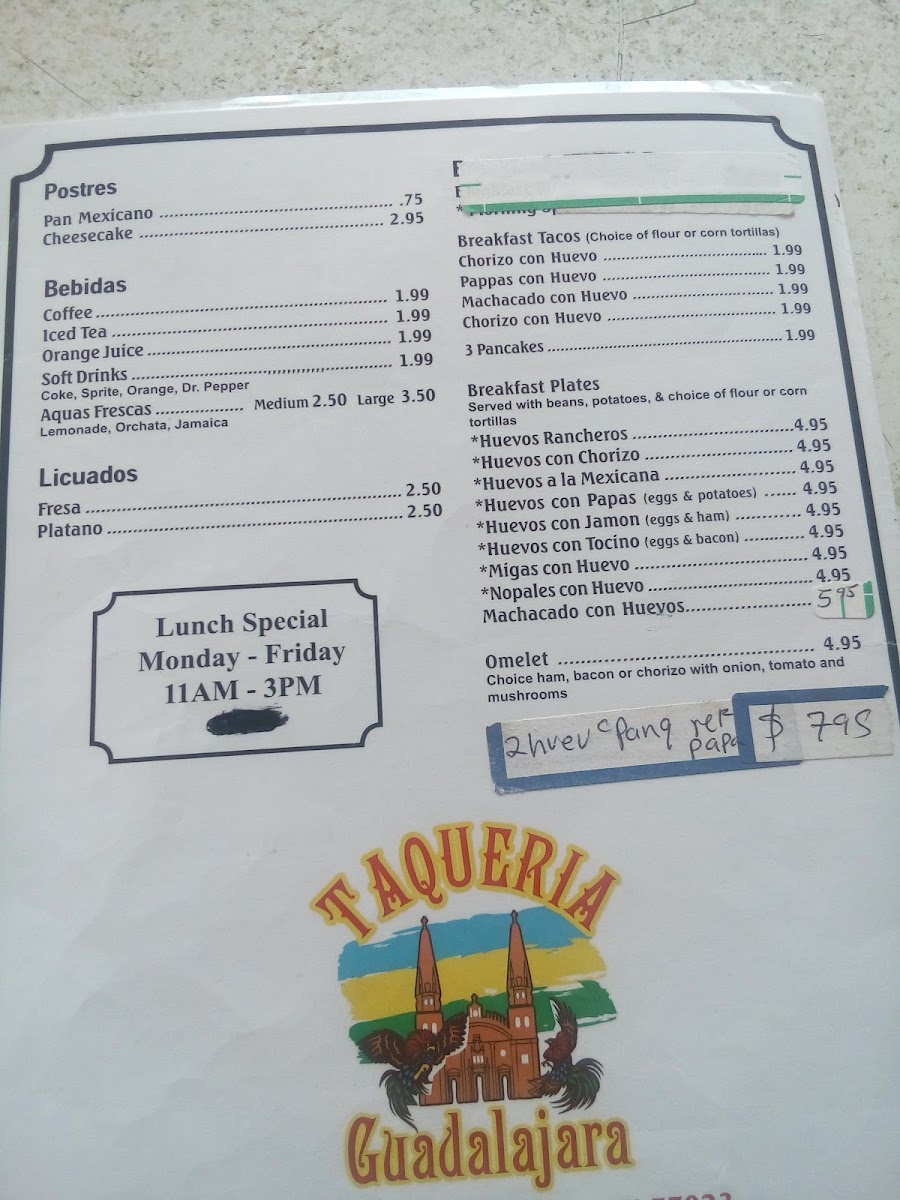 Postres
Pan Mexicano .75
Cheesecake 2.95
Bebidas
Coffee 1.99
Iced Tea 1.99
Orange Juice 1.99
Soft Drinks 1.99
Coke, Sprite, Orange, Dr. Pepper
Aquas Frescas Medium 2.50 Large 3.50
Lemonade, Orchata, Jamaica
Licuados
Fresa 2.50
Platano 2.50
Lunch Special
Monday - Friday
11AM - 3PM
Breakfast Tacos (Choice of flour or corn tortillas)
Chorizo con Huevo 1.99
Pappas con Huevo 1.99
Machacado con Huevo 1.99
Chorizo con Huevo 1.99
3 Pancakes 1.99
Breakfast Plates
Served with beans, potatoes, & choice of flour or corn
tortillas
*Huevos Rancheros 4.95
*Huevos con Chorizo 4.95
*Huevos a la Mexicana 4.95
*Huevos con Papas (eggs & potatoes) 4.95
*Huevos con Jamon (eggs & ham) 4.95
*Huevos con Tocino (eggs & bacon) 4.95
*Migas con Huevo 4.95
*Nopales con Huevo 4.95
Machacado con Huevos 5 95
Omelet 4.95
Choice ham, bacon or chorizo with onion, tomato and
mushrooms
2huev c panq
papa $ 795
TAQUERIA
Guadalajara